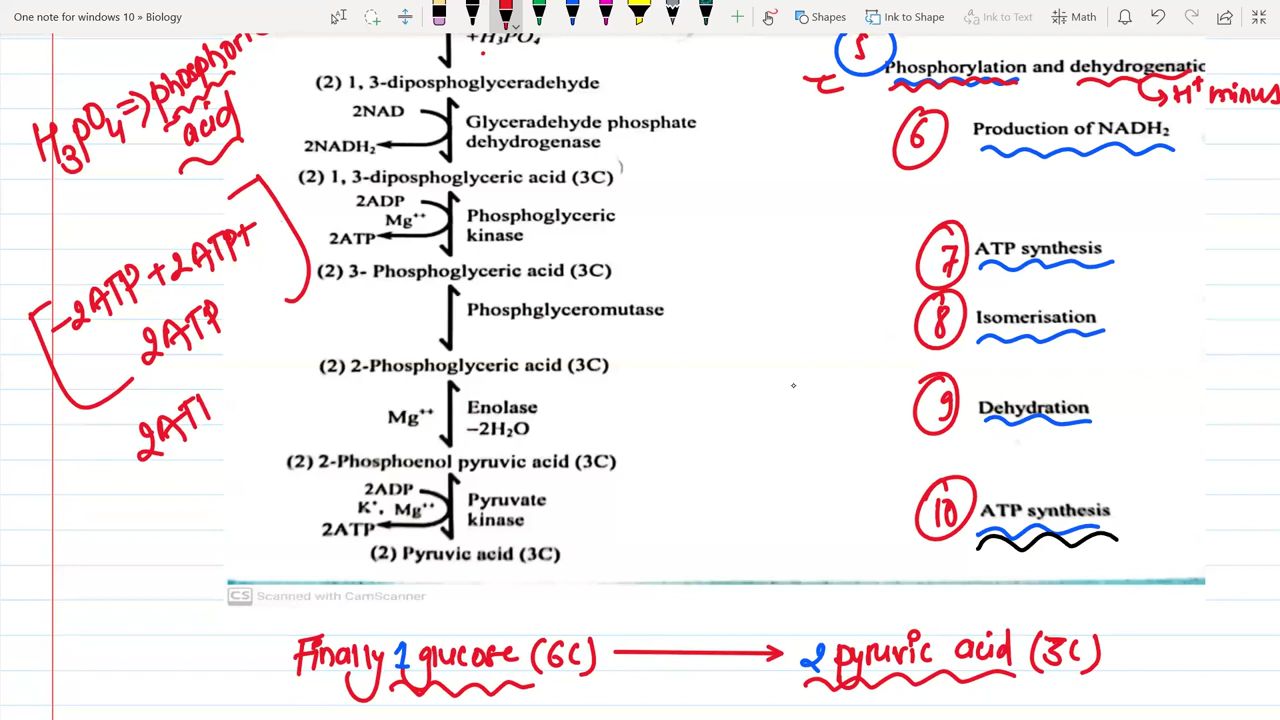 One note for windows 10 » Biology
Shapes
Ink to Shape
Ink to Text
Math
+H₃PO₄
5
(2) 1, 3-diposphoglyceradehyde
Phosphorylation and dehydrogenatic
H⁺ minus
H₃PO₄ ⇒ phosphoric
acid
2NAD
Glyceradehyde phosphate
dehydrogenase
2NADH₂
6
Production of NADH₂
(2) 1, 3-diposphoglyceric acid (3C)
2ADP
Mg⁺⁺
Phosphoglyceric
kinase
2ATP
7
ATP synthesis
(2) 3- Phosphoglyceric acid (3C)
-2ATP + 2ATP +
2ATP
Phosphglyceromutase
8
Isomerisation
(2) 2-Phosphoglyceric acid (3C)
Mg⁺⁺
Enolase
–2H₂O
9
Dehydration
2ATI
(2) 2-Phosphoenol pyruvic acid (3C)
2ADP
K⁺, Mg⁺⁺
Pyruvate
kinase
2ATP
10
ATP synthesis
(2) Pyruvic acid (3C)
CS Scanned with CamScanner
Finally 1 glucose (6C) → 2 pyruvic acid (3C)